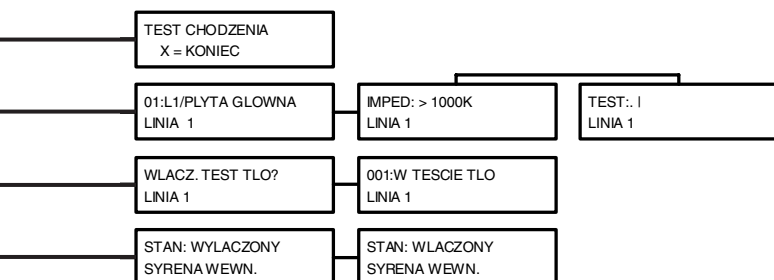 TEST CHODZENIA
X = KONIEC
01:L1/PLYTA GLOWNA
LINIA 1
IMPED: > 1000K
LINIA 1
TEST:. I
LINIA 1
WLACZ. TEST TLO?
LINIA 1
001:W TESCIE TLO
LINIA 1
STAN: WYLACZONY
SYRENA WEWN.
STAN: WLACZONY
SYRENA WEWN.